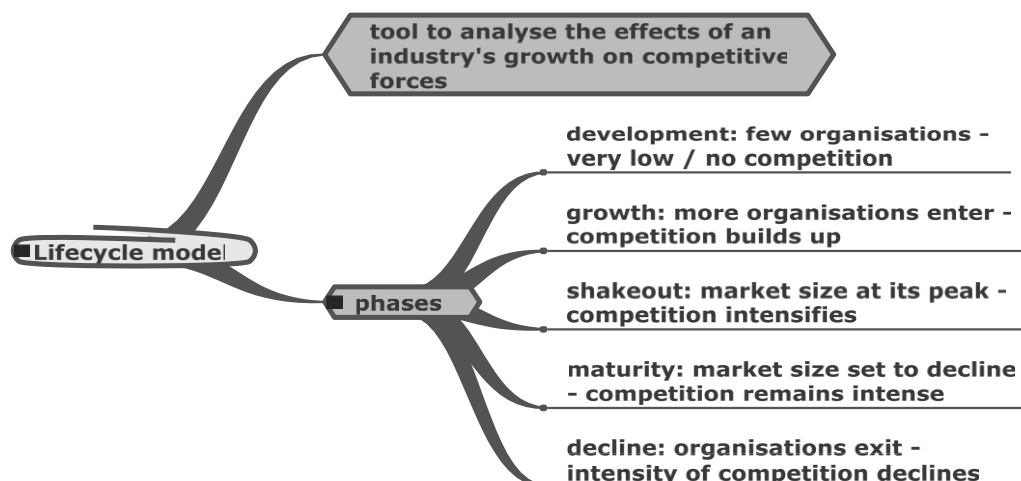 tool to analyse the effects of an
industry's growth on competitive
forces
development: few organisations -
very low / no competition
growth: more organisations enter -
competition builds up
Lifecycle model
shakeout: market size at its peak -
competition intensifies
phases
maturity: market size set to decline
- competition remains intense
decline: organisations exit -
intensity of competition declines